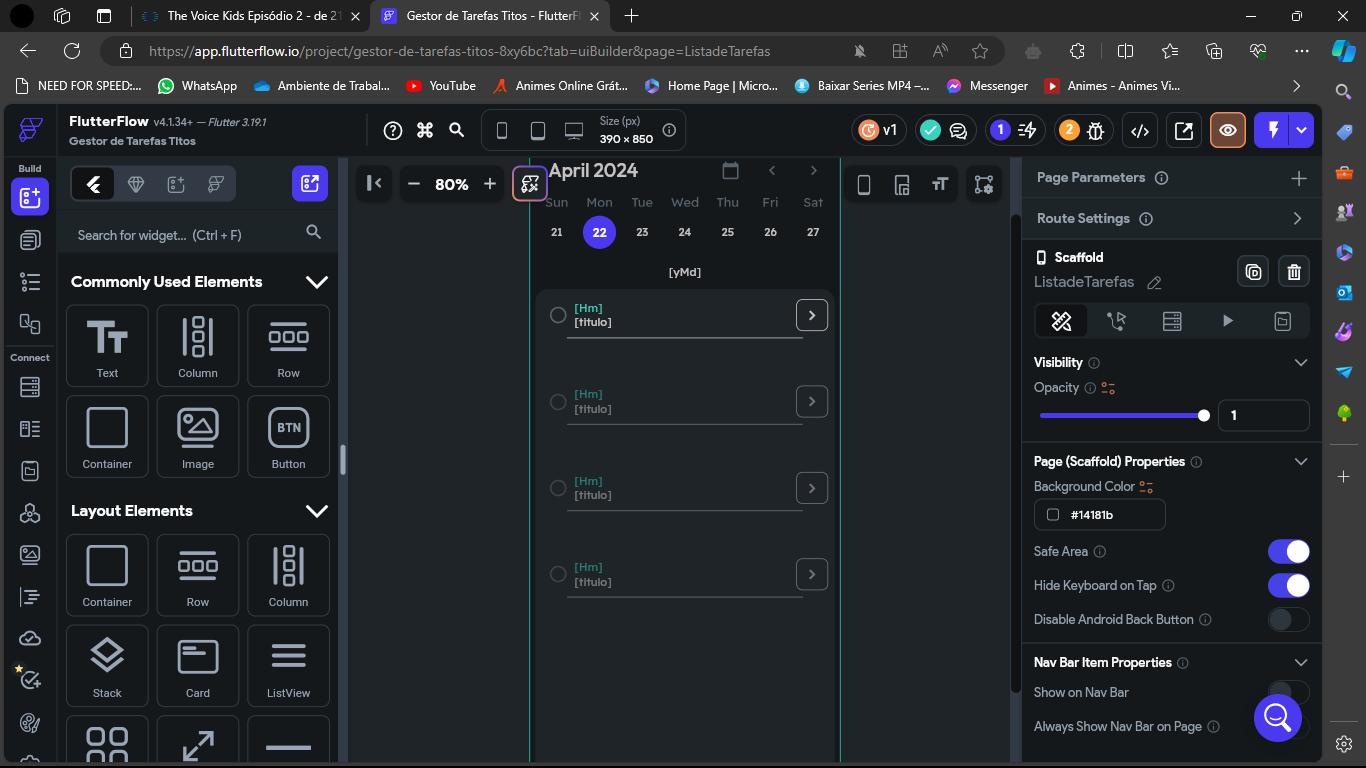 The Voice Kids Episódio 2 - de 21
Gestor de Tarefas Titos - FlutterFl
https://app.flutterflow.io/project/gestor-de-tarefas-titos-8xy6bc?tab=uiBuilder&page=ListadeTarefas
NEED FOR SPEED:...
WhatsApp
Ambiente de Trabal...
YouTube
Animes Online Grát...
Home Page | Micro...
Baixar Series MP4 –...
Messenger
Animes - Animes Vi...
FlutterFlow v4.1.34+ — Flutter 3.19.1
Gestor de Tarefas Titos
Size (px)
390 × 850
v1
1
2
Build
Connect
Search for widget... (Ctrl + F)
Commonly Used Elements
Text
Column
Row
Container
Image
BTN
Button
Layout Elements
Container
Row
Column
Stack
Card
ListView
80%
April 2024
Sun Mon Tue Wed Thu Fri Sat
21 22 23 24 25 26 27
[yMd]
[Hm]
[titulo]
[Hm]
[titulo]
[Hm]
[titulo]
[Hm]
[titulo]
Page Parameters
Route Settings
Scaffold
ListadeTarefas
Visibility
Opacity
1
Page (Scaffold) Properties
Background Color
#14181b
Safe Area
Hide Keyboard on Tap
Disable Android Back Button
Nav Bar Item Properties
Show on Nav Bar
Always Show Nav Bar on Page